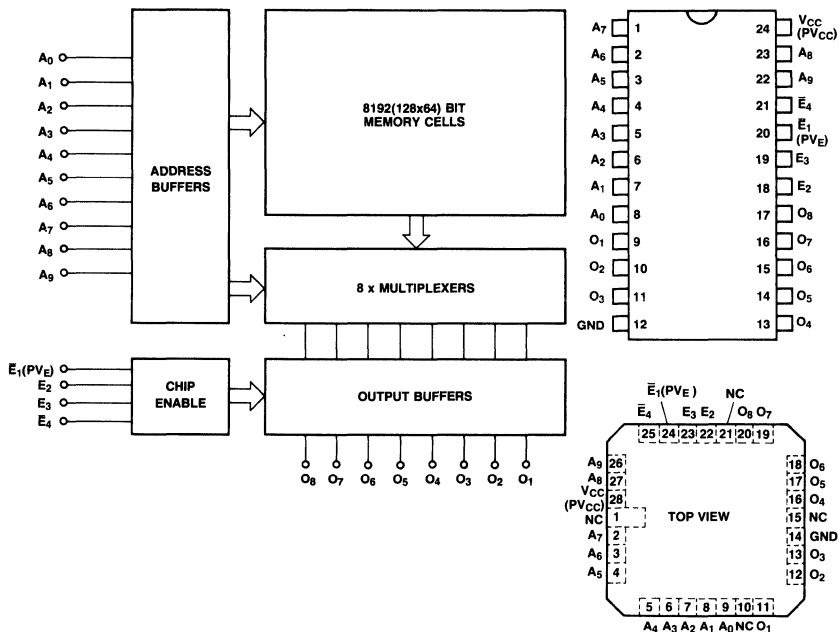 A0
A1
A2
A3
A4
A5
A6
A7
A8
A9
ADDRESS
BUFFERS
8192(128x64) BIT
MEMORY CELLS
8 x MULTIPLEXERS
Ē1(PVE)
E2
E3
Ē4
CHIP
ENABLE
OUTPUT BUFFERS
O8 O7 O6 O5 O4 O3 O2 O1
A7 1 24 VCC
(PVCC)
A6 2 23 A8
A5 3 22 A9
A4 4 21 Ē4
A3 5 20 Ē1
(PVE)
A2 6 19 E3
A1 7 18 E2
A0 8 17 O8
O1 9 16 O7
O2 10 15 O6
O3 11 14 O5
GND 12 13 O4
Ē1(PVE) NC
Ē4 E3 E2 O8 O7
25 24 23 22 21 20 19
A9 26 18 O6
A8 27 17 O5
VCC
(PVCC) 28 16 O4
NC 1 TOP VIEW 15 NC
A7 2 14 GND
A6 3 13 O3
A5 4 12 O2
5 6 7 8 9 10 11
A4 A3 A2 A1 A0 NC O1